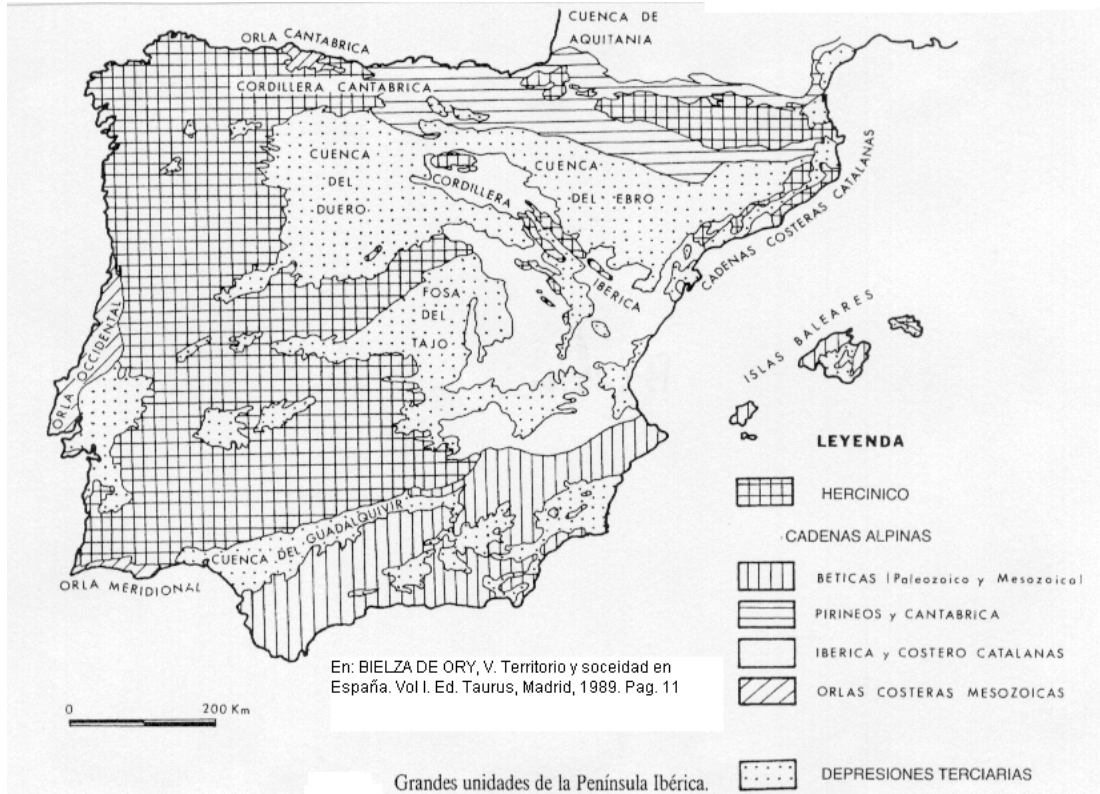 CUENCA DE
AQUITANIA
ORLA CANTABRICA
CORDILLERA CANTABRICA
CUENCA
DEL
DUERO
CUENCA
DEL EBRO
CORDILLERA
IBERICA
CADENAS COSTERAS CATALANAS
FOSA
DEL
TAJO
ORLA OCCIDENTAL
ISLAS BALEARES
CUENCA DEL GUADALQUIVIR
ORLA MERIDIONAL
LEYENDA
HERCINICO
CADENAS ALPINAS
BETICAS (Paleozoico y Mesozoico)
PIRINEOS y CANTABRICA
IBERICA y COSTERO CATALANAS
ORLAS COSTERAS MESOZOICAS
DEPRESIONES TERCIARIAS
En: BIELZA DE ORY, V. Territorio y soceidad en
España. Vol I. Ed. Taurus, Madrid, 1989. Pag. 11
0 200 Km
Grandes unidades de la Península Ibérica.